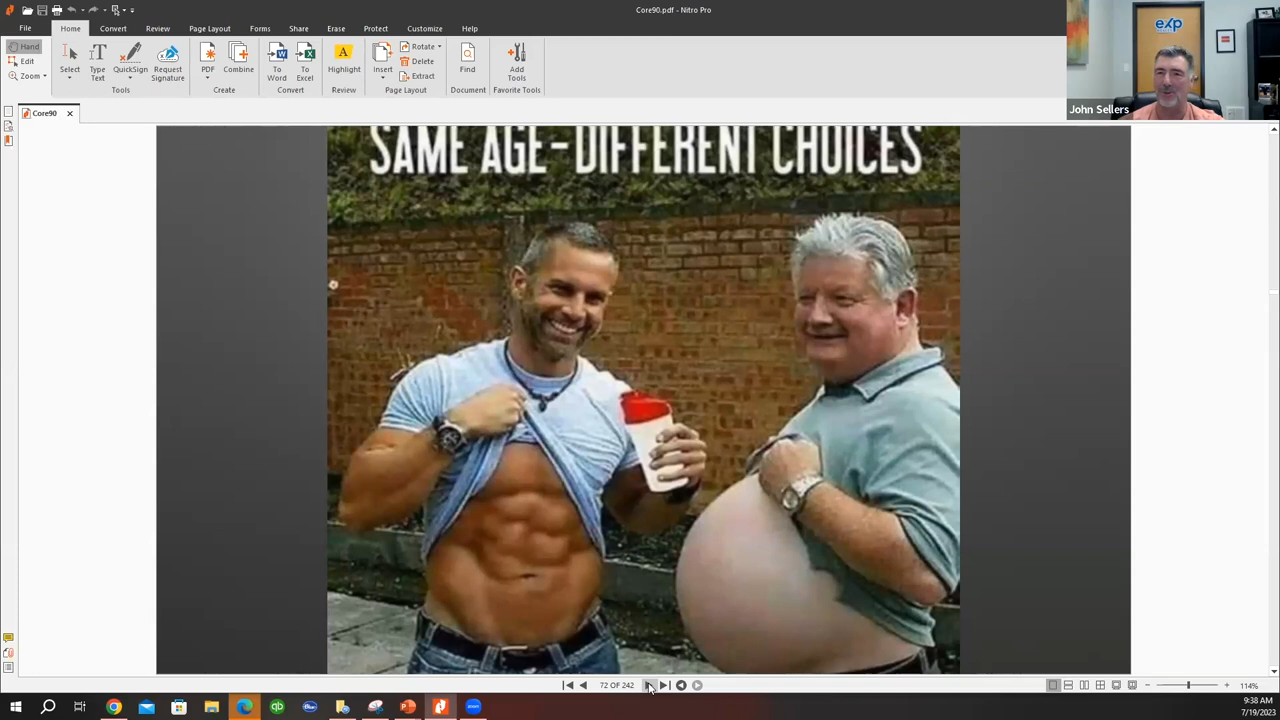 Core90.pdf - Nitro Pro
File Home Convert Review Page Layout Forms Share Erase Protect Customize Help
Hand
Edit
Zoom
Select
Type Text
QuickSign
Request Signature
Tools
PDF
Combine
Create
To Word
To Excel
Convert
Highlight
Review
Insert
Rotate
Delete
Extract
Page Layout
Find
Document
Add Tools
Favorite Tools
exp
John Sellers
Core90
SAME AGE-DIFFERENT CHOICES
72 OF 242
114%
9:38 AM
7/19/2023